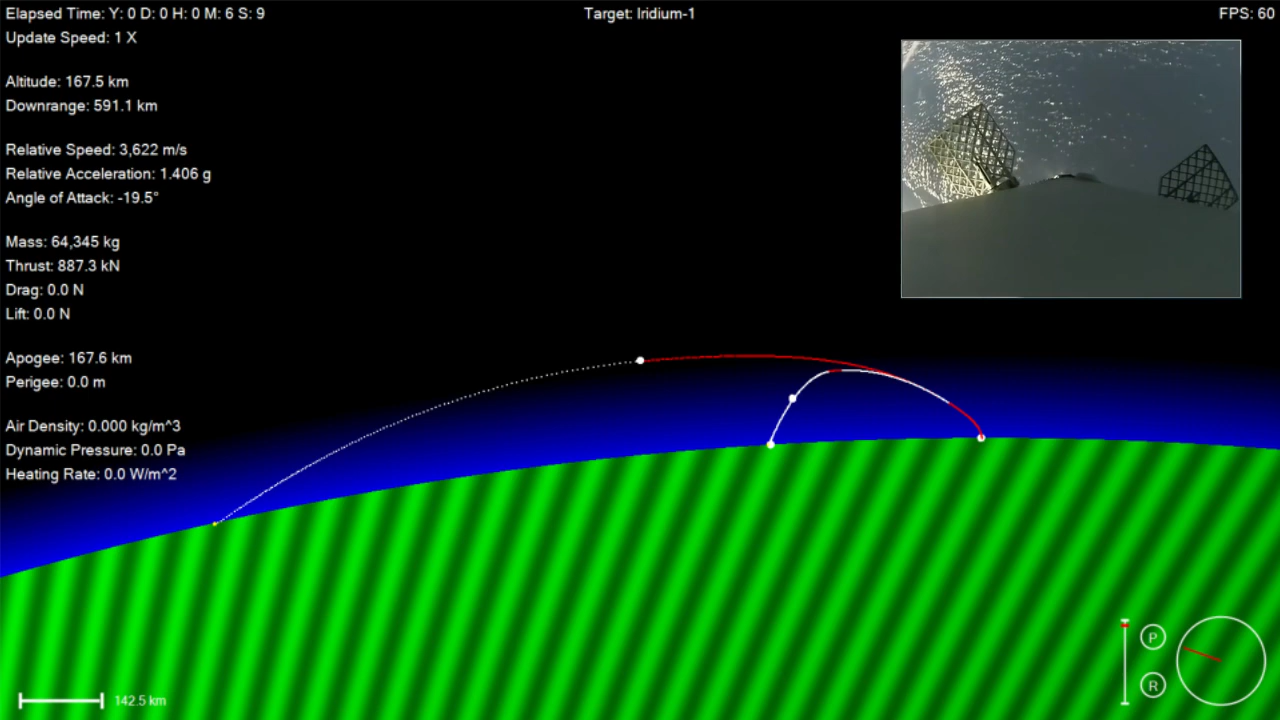 Elapsed Time: Y: 0 D: 0 H: 0 M: 6 S: 9
Target: Iridium-1
FPS: 60
Update Speed: 1 X
Altitude: 167.5 km
Downrange: 591.1 km
Relative Speed: 3,622 m/s
Relative Acceleration: 1.406 g
Angle of Attack: -19.5°
Mass: 64,345 kg
Thrust: 887.3 kN
Drag: 0.0 N
Lift: 0.0 N
Apogee: 167.6 km
Perigee: 0.0 m
Air Density: 0.000 kg/m^3
Dynamic Pressure: 0.0 Pa
Heating Rate: 0.0 W/m^2
P
R
142.5 km